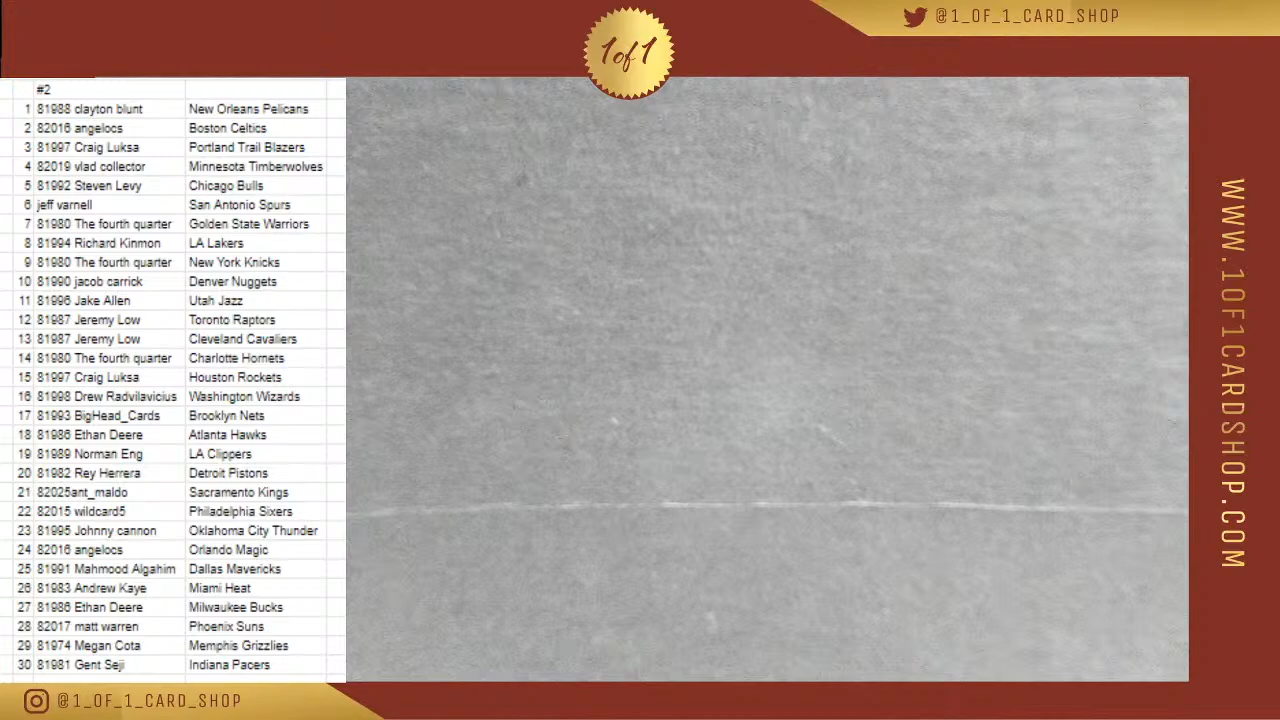 @1_OF_1_CARD_SHOP
1of1
#2
1 81988 clayton blunt New Orleans Pelicans
2 82016 angelocs Boston Celtics
3 81997 Craig Luksa Portland Trail Blazers
4 82019 vlad collector Minnesota Timberwolves
5 81992 Steven Levy Chicago Bulls
6 jeff varnell San Antonio Spurs
7 81980 The fourth quarter Golden State Warriors
8 81994 Richard Kinmon LA Lakers
9 81980 The fourth quarter New York Knicks
10 81990 jacob carrick Denver Nuggets
11 81996 Jake Allen Utah Jazz
12 81987 Jeremy Low Toronto Raptors
13 81987 Jeremy Low Cleveland Cavaliers
14 81980 The fourth quarter Charlotte Hornets
15 81997 Craig Luksa Houston Rockets
16 81998 Drew Radvilavicius Washington Wizards
17 81993 BigHead_Cards Brooklyn Nets
18 81986 Ethan Deere Atlanta Hawks
19 81989 Norman Eng LA Clippers
20 81982 Rey Herrera Detroit Pistons
21 82025ant_maldo Sacramento Kings
22 82015 wildcard5 Philadelphia Sixers
23 81995 Johnny cannon Oklahoma City Thunder
24 82016 angelocs Orlando Magic
25 81991 Mahmood Algahim Dallas Mavericks
26 81983 Andrew Kaye Miami Heat
27 81986 Ethan Deere Milwaukee Bucks
28 82017 matt warren Phoenix Suns
29 81974 Megan Cota Memphis Grizzlies
30 81981 Gent Seji Indiana Pacers
WWW.1OF1CARDSHOP.COM
@1_OF_1_CARD_SHOP